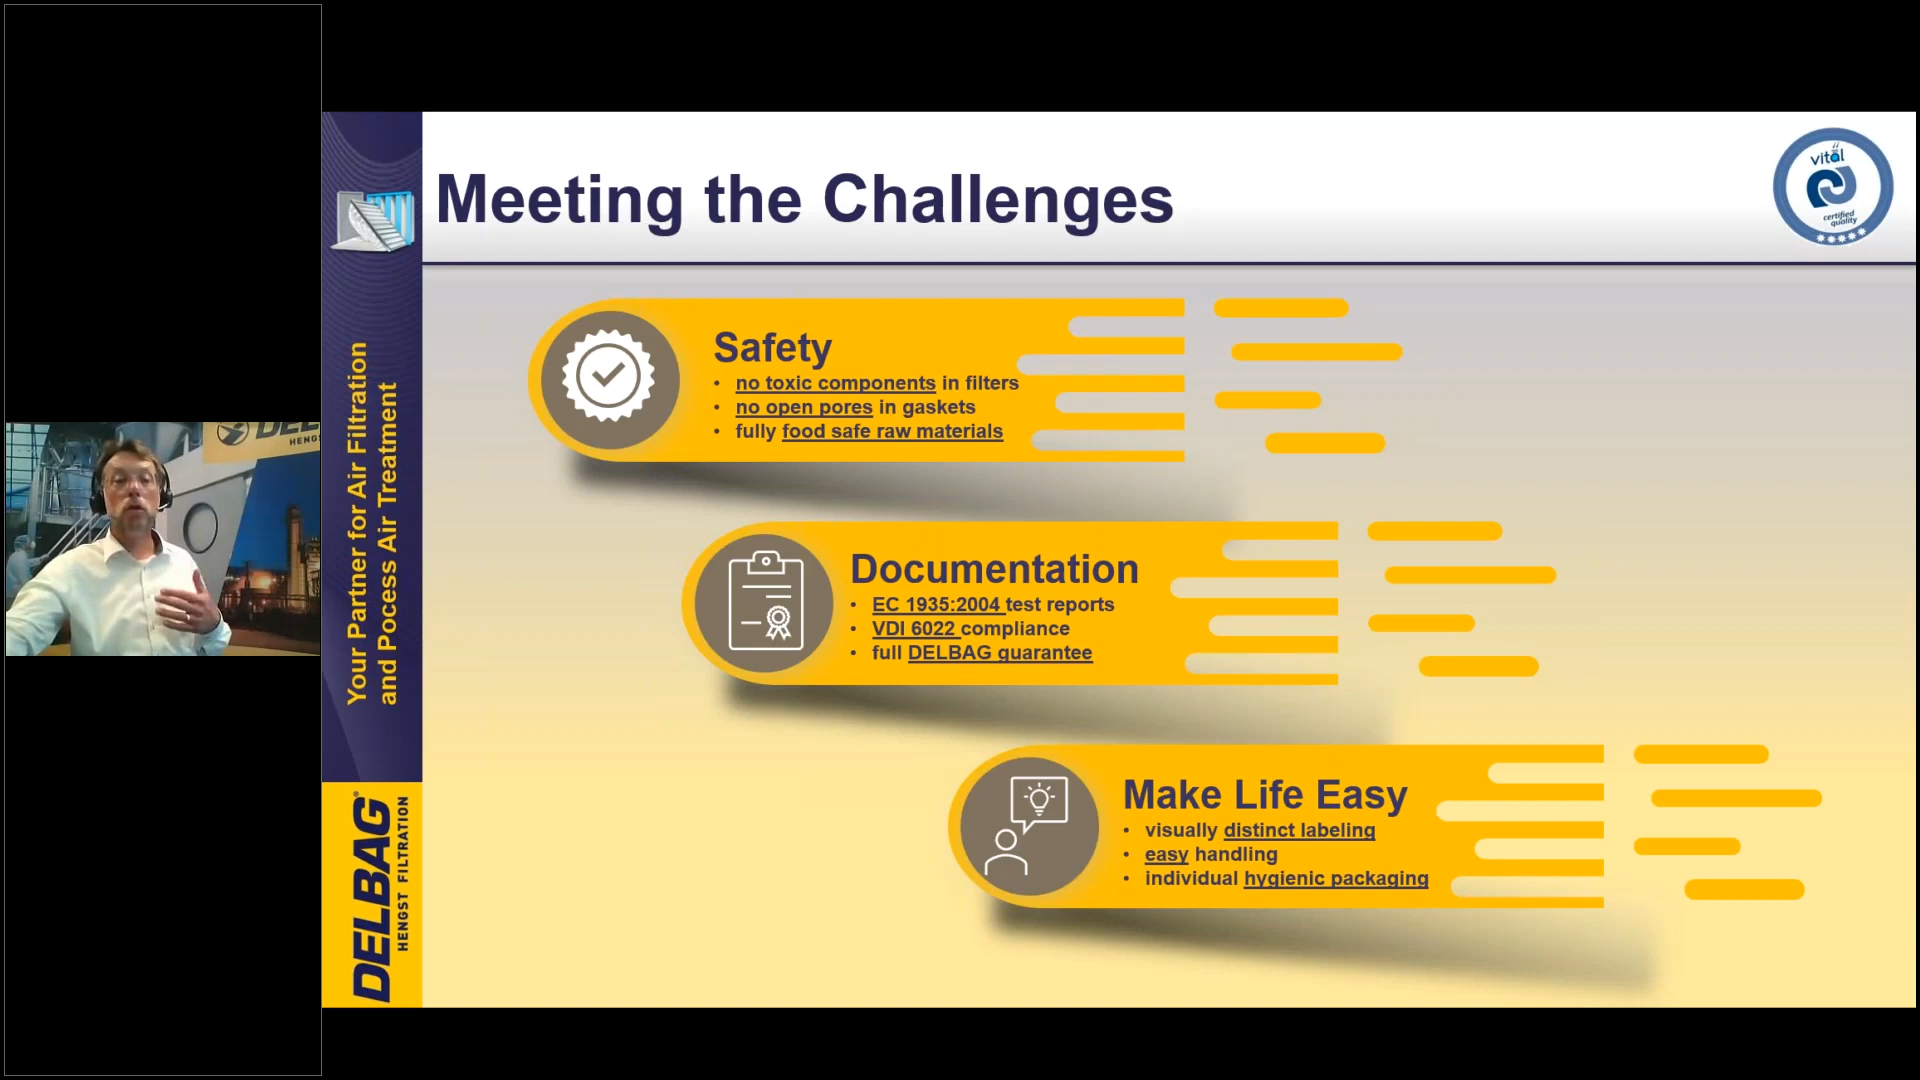 Meeting the Challenges
vital
certified
quality
Your Partner for Air Filtration
and Pocess Air Treatment
DELBAG®
HENGST FILTRATION
Safety
• no toxic components in filters
• no open pores in gaskets
• fully food safe raw materials
Documentation
• EC 1935:2004 test reports
• VDI 6022 compliance
• full DELBAG guarantee
Make Life Easy
• visually distinct labeling
• easy handling
• individual hygienic packaging